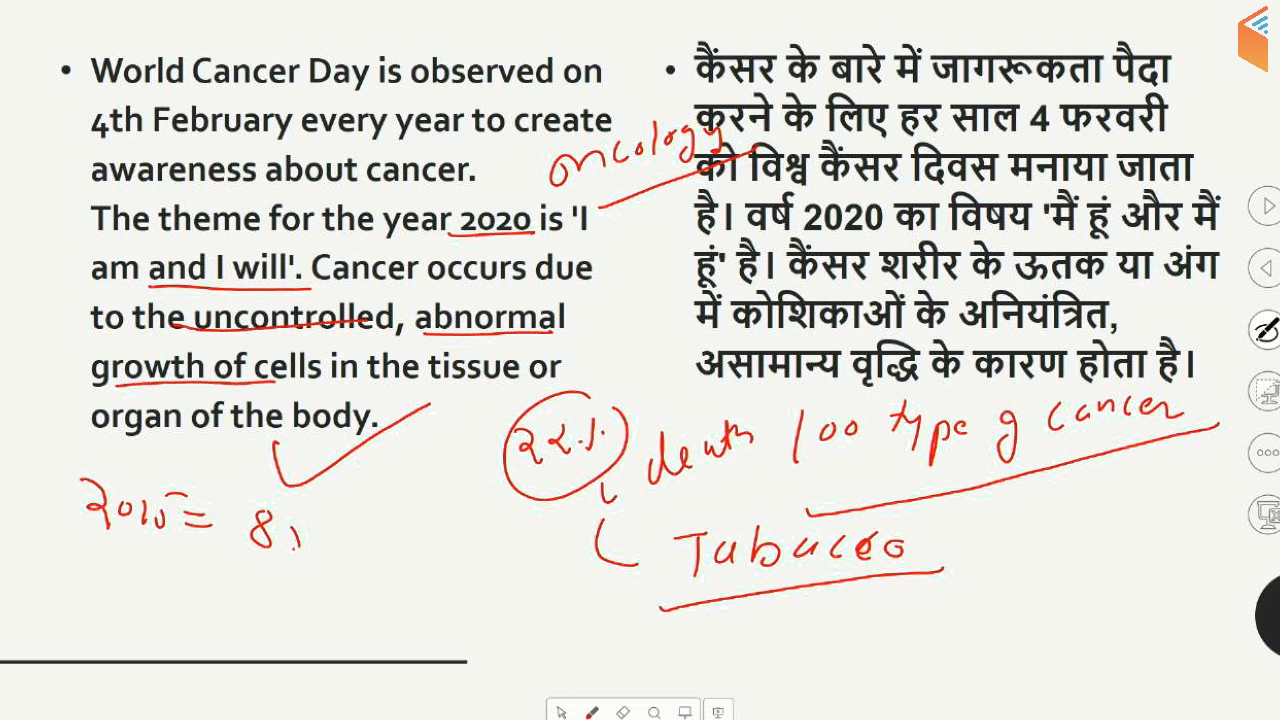 • World Cancer Day is observed on
4th February every year to create
awareness about cancer.
The theme for the year 2020 is 'I
am and I will'. Cancer occurs due
to the uncontrolled, abnormal
growth of cells in the tissue or
organ of the body.
• कैंसर के बारे में जागरूकता पैदा
करने के लिए हर साल 4 फरवरी
को विश्व कैंसर दिवस मनाया जाता
है। वर्ष 2020 का विषय 'मैं हूं और मैं
हूं' है। कैंसर शरीर के ऊतक या अंग
में कोशिकाओं के अनियंत्रित,
असामान्य वृद्धि के कारण होता है।
oncology
22% death 100 type of cancer
Tabacco
2015 = 8.